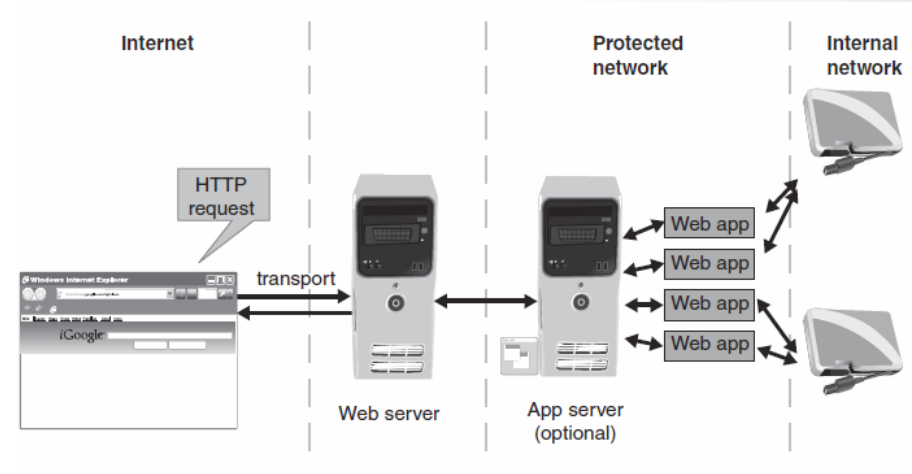 Internet
Protected
network
Internal
network
HTTP
request
Windows Internet Explorer
transport
iGoogle
Web app
Web app
Web app
Web app
Web server
App server
(optional)